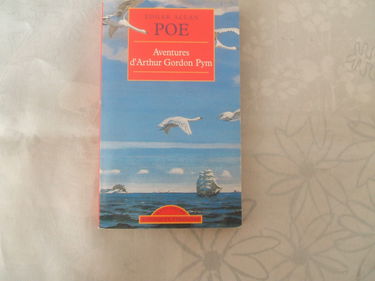 EDGAR ALLAN
POE
Aventures
d'Arthur Gordon Pym